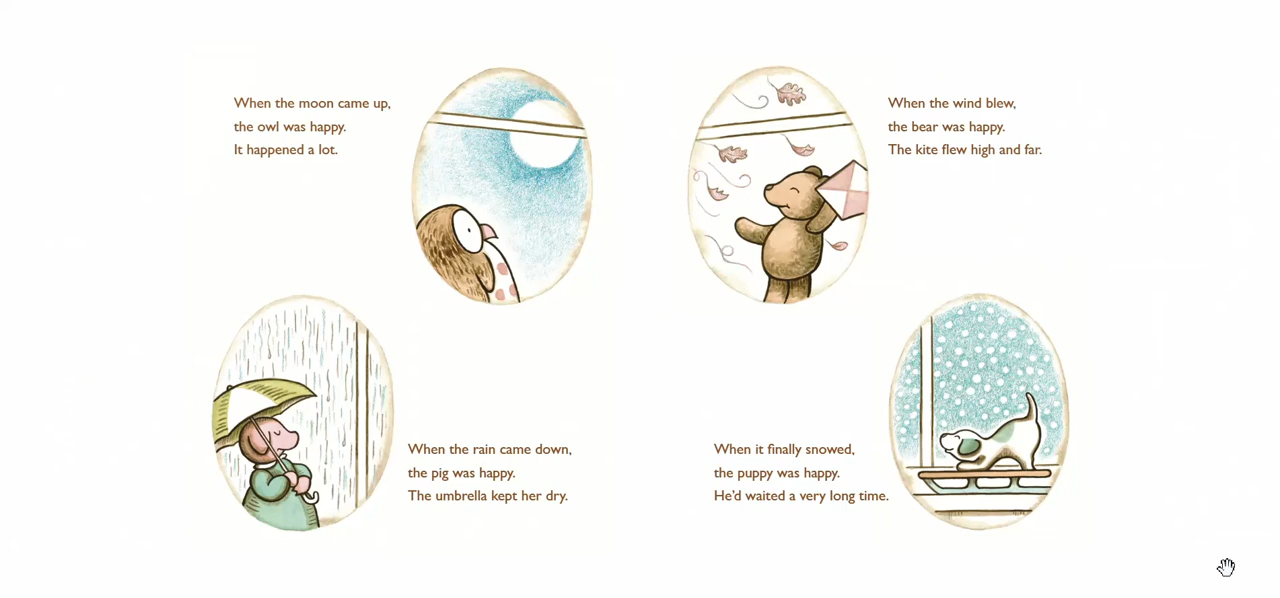 When the moon came up,
the owl was happy.
It happened a lot.
When the rain came down,
the pig was happy.
The umbrella kept her dry.
When the wind blew,
the bear was happy.
The kite flew high and far.
When it finally snowed,
the puppy was happy.
He'd waited a very long time.